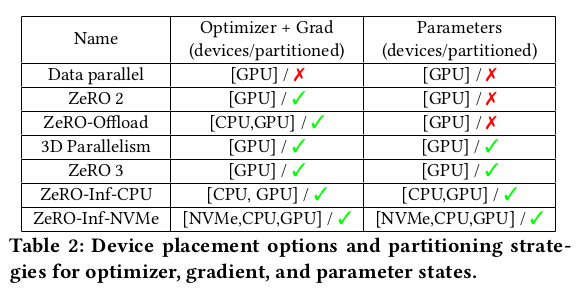 Name Optimizer + Grad (devices/partitioned) Parameters (devices/partitioned)
Data parallel [GPU] / ✗ [GPU] / ✗
ZeRO 2 [GPU] / ✓ [GPU] / ✗
ZeRO-Offload [CPU,GPU] / ✓ [GPU] / ✗
3D Parallelism [GPU] / ✓ [GPU] / ✓
ZeRO 3 [GPU] / ✓ [GPU] / ✓
ZeRO-Inf-CPU [CPU, GPU] / ✓ [CPU,GPU] / ✓
ZeRO-Inf-NVMe [NVMe,CPU,GPU] / ✓ [NVMe,CPU,GPU] / ✓
Table 2: Device placement options and partitioning strate-
gies for optimizer, gradient, and parameter states.